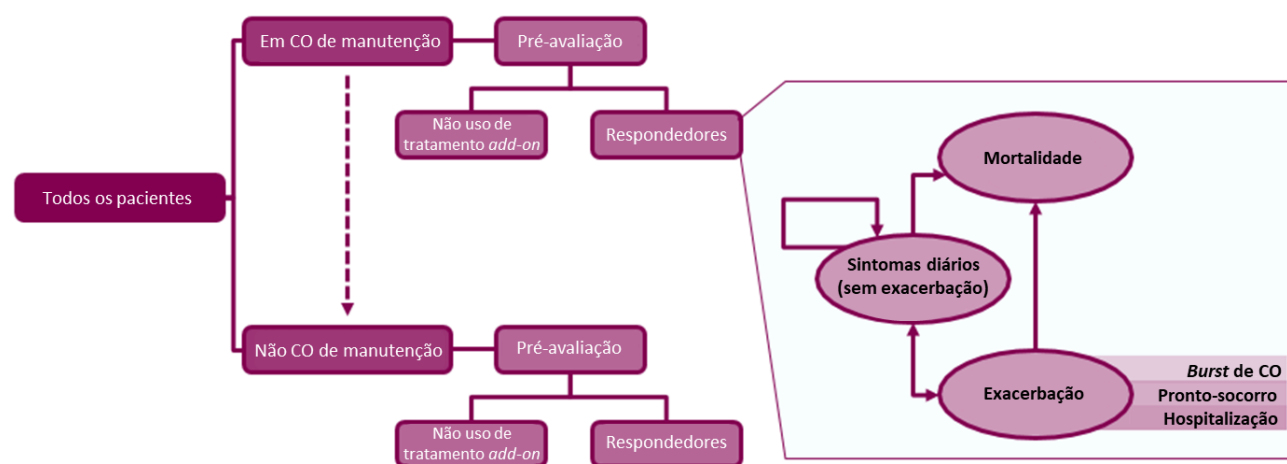 Em CO de manutenção
Pré-avaliação
Não uso de
tratamento add-on
Respondedores
Todos os pacientes
Não CO de manutenção
Pré-avaliação
Não uso de
tratamento add-on
Respondedores
Mortalidade
Sintomas diários
(sem exacerbação)
Exacerbação
Burst de CO
Pronto-socorro
Hospitalização